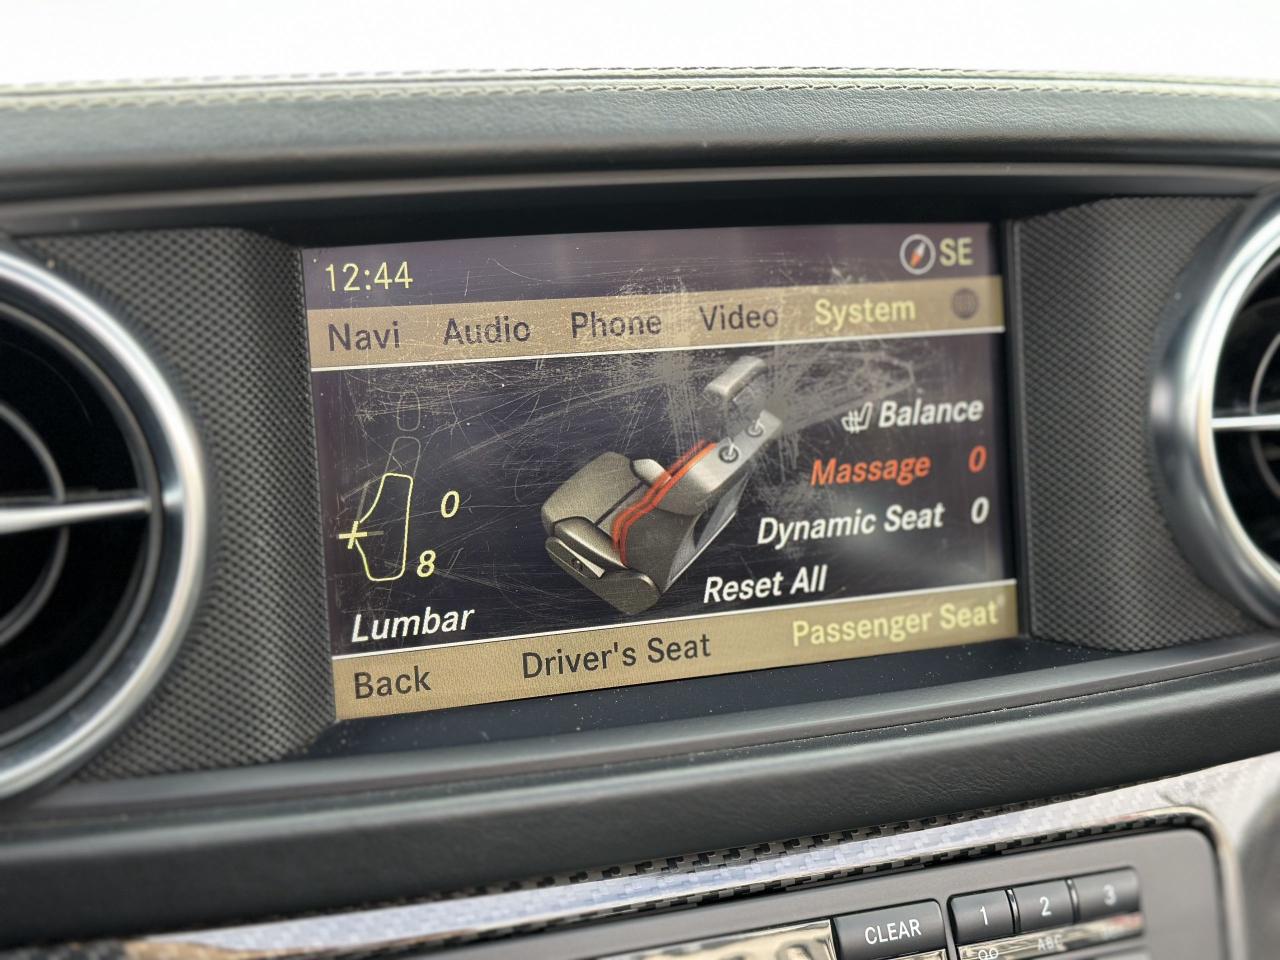 12:44
SE
Navi Audio Phone Video System
Balance
Massage 0
0
Dynamic Seat 0
8
Reset All
Lumbar
Back Driver's Seat Passenger Seat
CLEAR 1 2 3
ABC